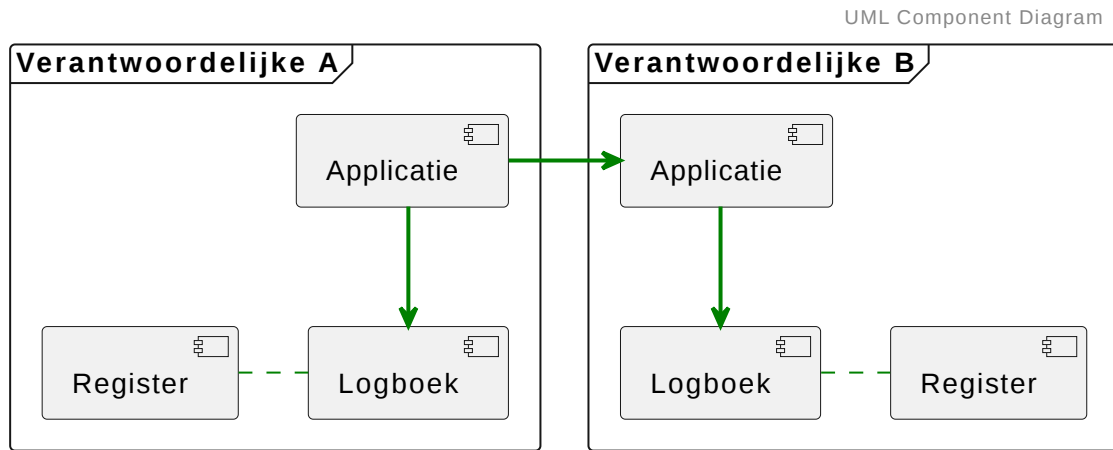 UML Component Diagram
Verantwoordelijke A
Applicatie
Register
Logboek
Verantwoordelijke B
Applicatie
Logboek
Register